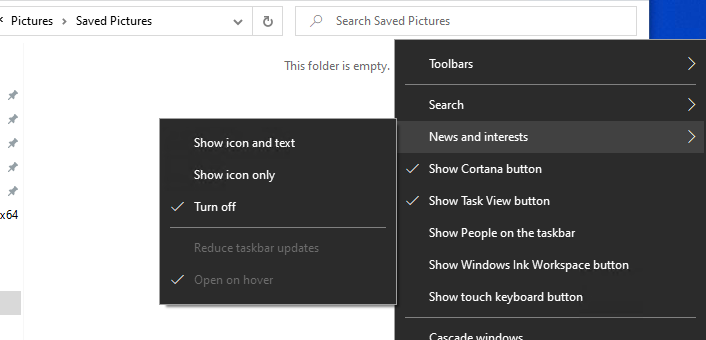 Pictures > Saved Pictures
Search Saved Pictures
This folder is empty.
x64
Toolbars
Search
News and interests
Show Cortana button
Show Task View button
Show People on the taskbar
Show Windows Ink Workspace button
Show touch keyboard button
Cascade windows
Show icon and text
Show icon only
Turn off
Reduce taskbar updates
Open on hover